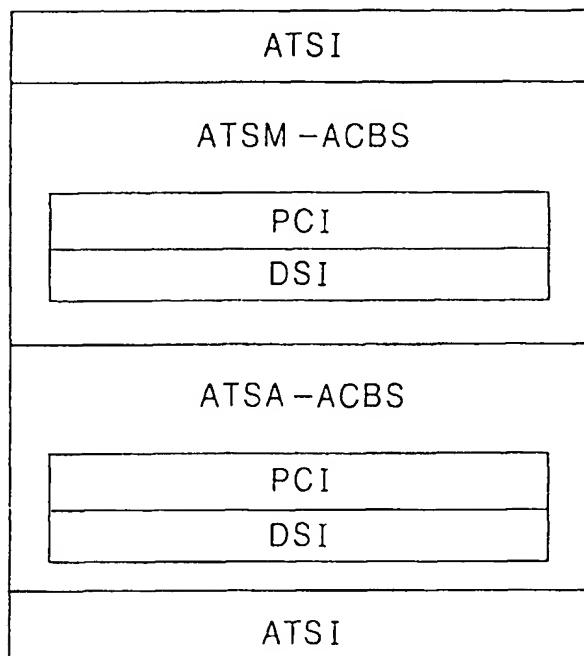 ATSI
ATSM-ACBS
PCI
DSI
ATSA-ACBS
PCI
DSI
ATSI